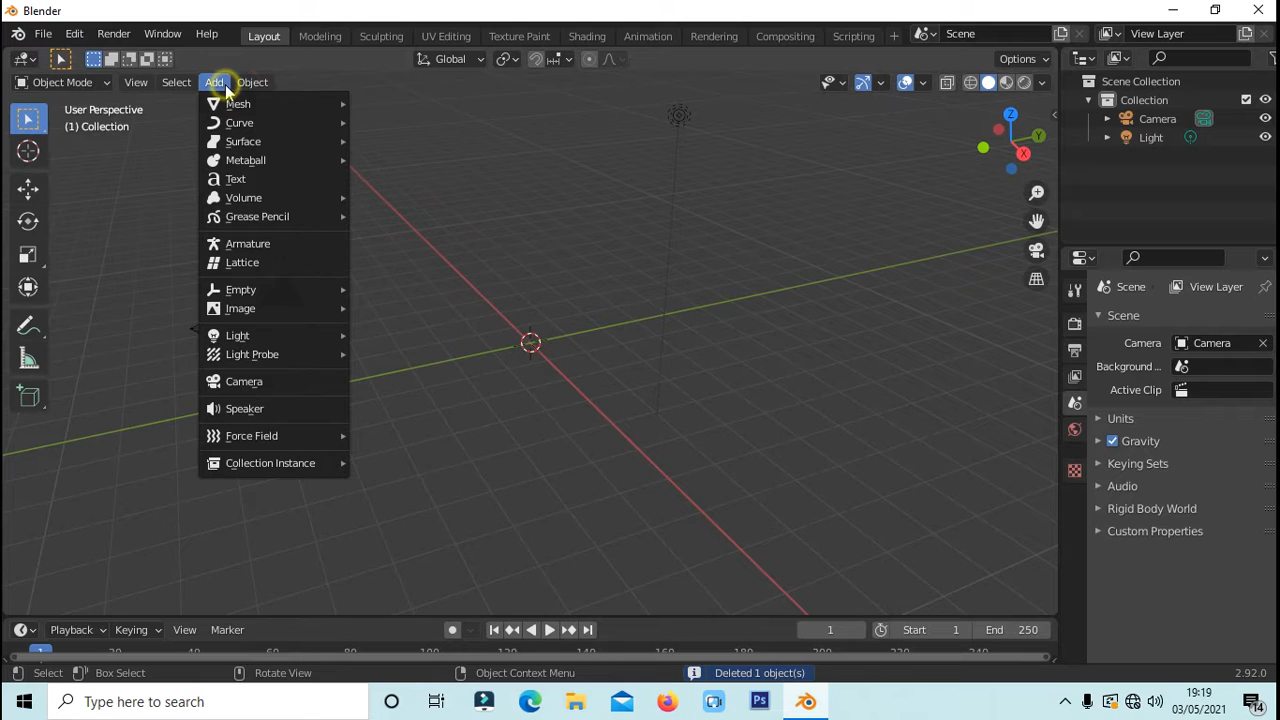 Blender
File Edit Render Window Help Layout Modeling Sculpting UV Editing Texture Paint Shading Animation Rendering Compositing Scripting Scene View Layer
Global Options
Object Mode View Select Add Object
Scene Collection
Collection
Camera
Light
User Perspective
(1) Collection
Mesh
Curve
Surface
Metaball
Text
Volume
Grease Pencil
Armature
Lattice
Empty
Image
Light
Light Probe
Camera
Speaker
Force Field
Collection Instance
Z
Y
X
Scene View Layer
Scene
Camera Camera
Background ...
Active Clip
Units
Gravity
Keying Sets
Audio
Rigid Body World
Custom Properties
Playback Keying View Marker 1 Start 1 End 250
Select Box Select Rotate View Object Context Menu Deleted 1 object(s) 2.92.0
Type here to search
Ps
19:19
03/05/2021
14